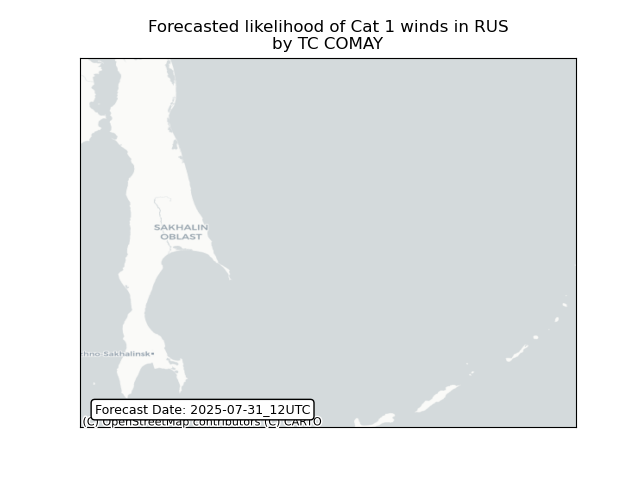 Forecasted likelihood of Cat 1 winds in RUS
by TC COMAY
SAKHALIN
OBLAST
hno-Sakhalinsk
Forecast Date: 2025-07-31_12UTC
(C) OpenStreetMap contributors (C) CARTO